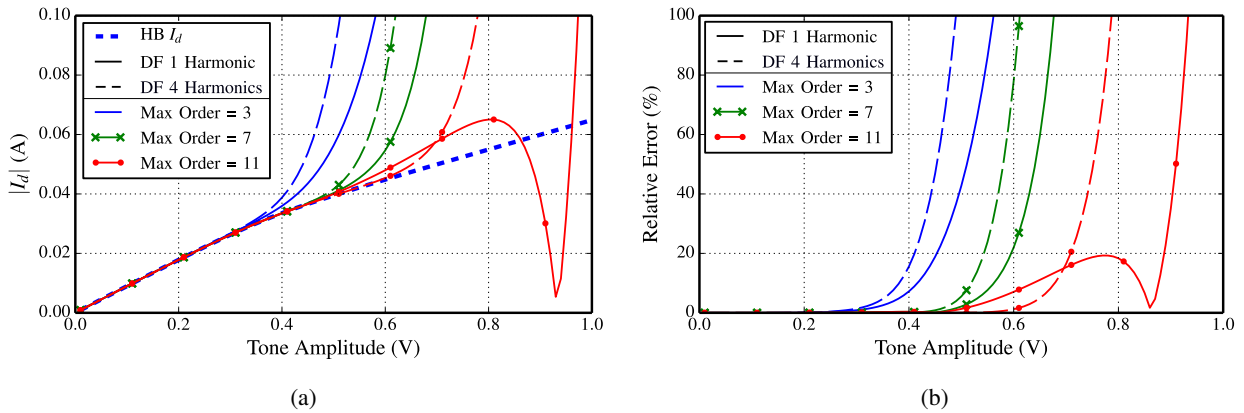 0.10
0.08
0.06
0.04
0.02
0.00
|I_d| (A)
HB I_d
DF 1 Harmonic
DF 4 Harmonics
Max Order = 3
Max Order = 7
Max Order = 11
0.0 0.2 0.4 0.6 0.8 1.0
Tone Amplitude (V)
(a)
100
80
60
40
20
0
Relative Error (%)
DF 1 Harmonic
DF 4 Harmonics
Max Order = 3
Max Order = 7
Max Order = 11
0.0 0.2 0.4 0.6 0.8 1.0
Tone Amplitude (V)
(b)